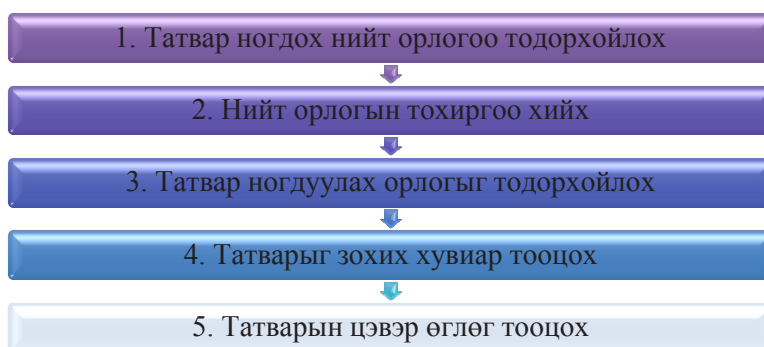 1. Татвар ногдох нийт орлогоо тодорхойлох
2. Нийт орлогын тохиргоо хийх
3. Татвар ногдуулах орлогыг тодорхойлох
4. Татварыг зохих хувиар тооцох
5. Татварын цэвэр өглөг тооцох